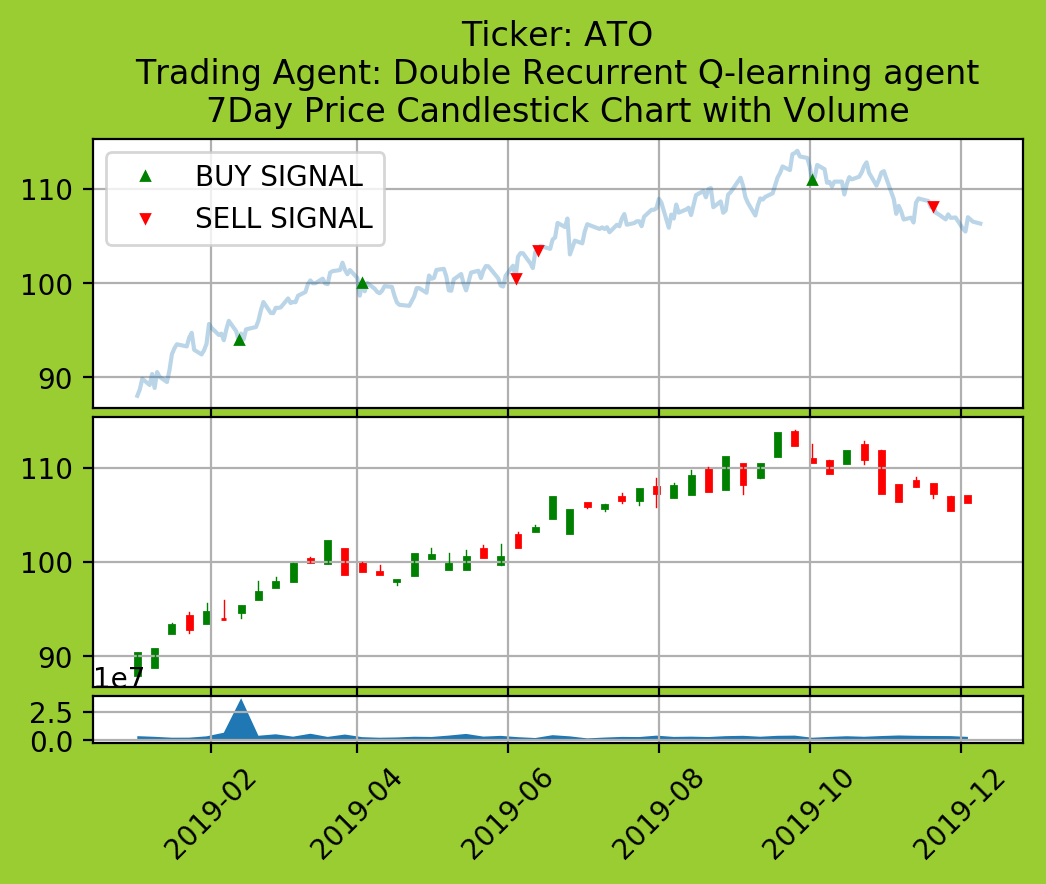 Ticker: ATO
Trading Agent: Double Recurrent Q-learning agent
7Day Price Candlestick Chart with Volume
BUY SIGNAL
SELL SIGNAL
110
100
90
110
100
90
1e7
2.5
0.0
2019-02
2019-04
2019-06
2019-08
2019-10
2019-12